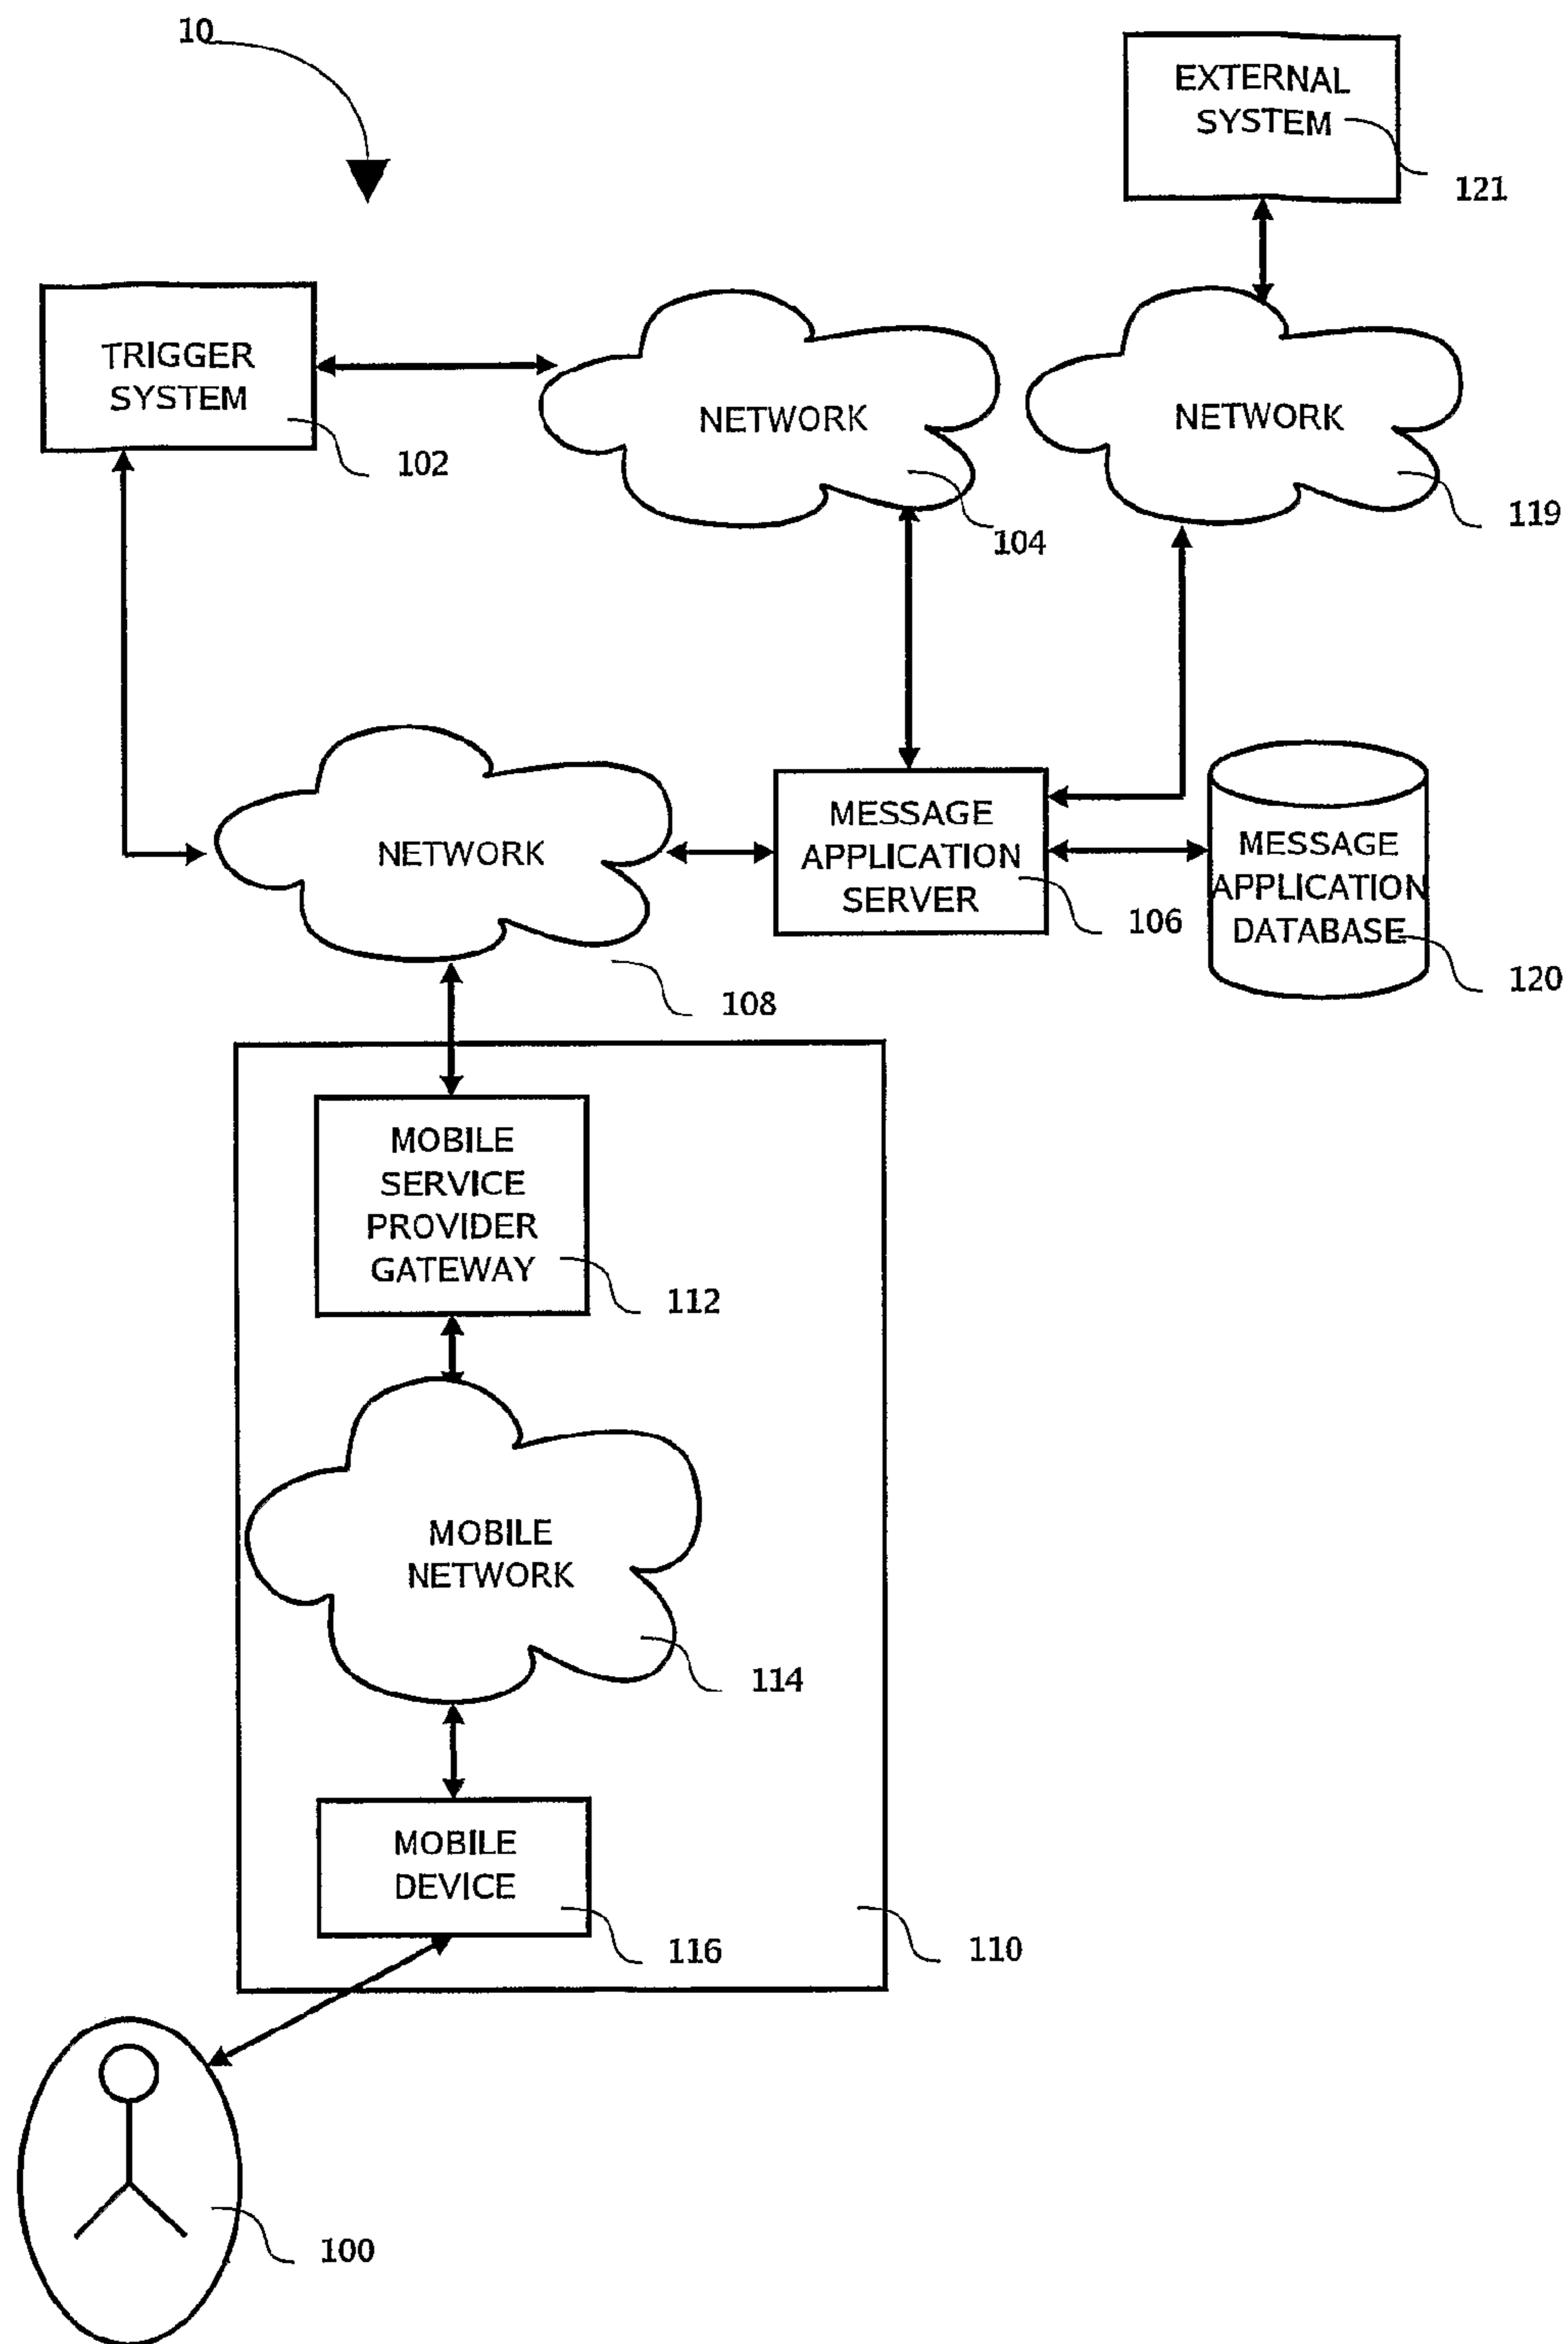 10
EXTERNAL
SYSTEM
121
TRIGGER
SYSTEM
102
NETWORK
104
NETWORK
119
NETWORK
108
MESSAGE
APPLICATION
SERVER
106
MESSAGE
APPLICATION
DATABASE
120
MOBILE
SERVICE
PROVIDER
GATEWAY
112
MOBILE
NETWORK
114
MOBILE
DEVICE
116
110
100